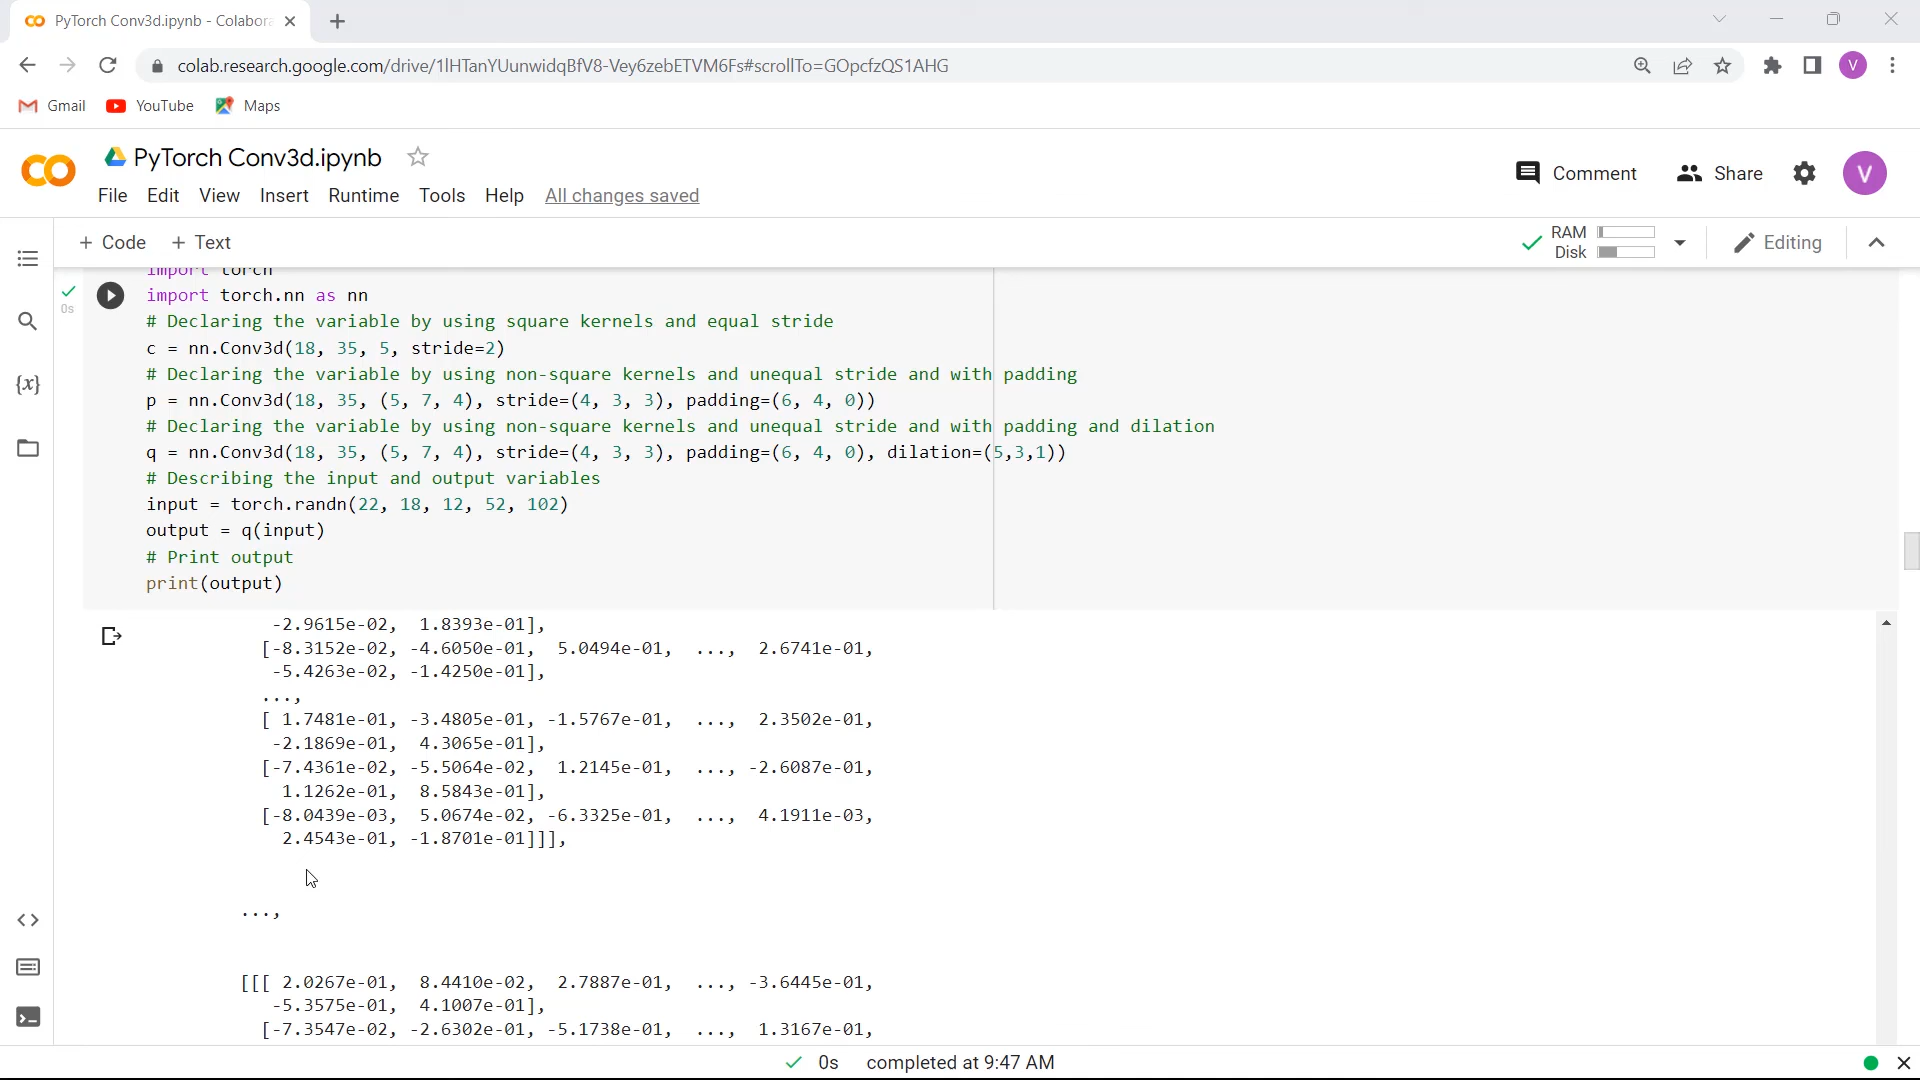 PyTorch Conv3d.ipynb - Colabora
colab.research.google.com/drive/1IHTanYUunwidqBfV8-Vey6zebETVM6Fs#scrollTo=GOpcfzQS1AHG
V
Gmail YouTube Maps
PyTorch Conv3d.ipynb
Comment Share V
File Edit View Insert Runtime Tools Help All changes saved
+ Code + Text
RAM
Disk
Editing
import torch
import torch.nn as nn
0s
# Declaring the variable by using square kernels and equal stride
c = nn.Conv3d(18, 35, 5, stride=2)
# Declaring the variable by using non-square kernels and unequal stride and with padding
{x}
p = nn.Conv3d(18, 35, (5, 7, 4), stride=(4, 3, 3), padding=(6, 4, 0))
# Declaring the variable by using non-square kernels and unequal stride and with padding and dilation
q = nn.Conv3d(18, 35, (5, 7, 4), stride=(4, 3, 3), padding=(6, 4, 0), dilation=(5,3,1))
# Describing the input and output variables
input = torch.randn(22, 18, 12, 52, 102)
output = q(input)
# Print output
print(output)
-2.9615e-02, 1.8393e-01],
[-8.3152e-02, -4.6050e-01, 5.0494e-01, ..., 2.6741e-01,
-5.4263e-02, -1.4250e-01],
...,
[ 1.7481e-01, -3.4805e-01, -1.5767e-01, ..., 2.3502e-01,
-2.1869e-01, 4.3065e-01],
[-7.4361e-02, -5.5064e-02, 1.2145e-01, ..., -2.6087e-01,
1.1262e-01, 8.5843e-01],
[-8.0439e-03, 5.0674e-02, -6.3325e-01, ..., 4.1911e-03,
2.4543e-01, -1.8701e-01]]],
...,
[[[ 2.0267e-01, 8.4410e-02, 2.7887e-01, ..., -3.6445e-01,
-5.3575e-01, 4.1007e-01],
[-7.3547e-02, -2.6302e-01, -5.1738e-01, ..., 1.3167e-01,
0s completed at 9:47 AM